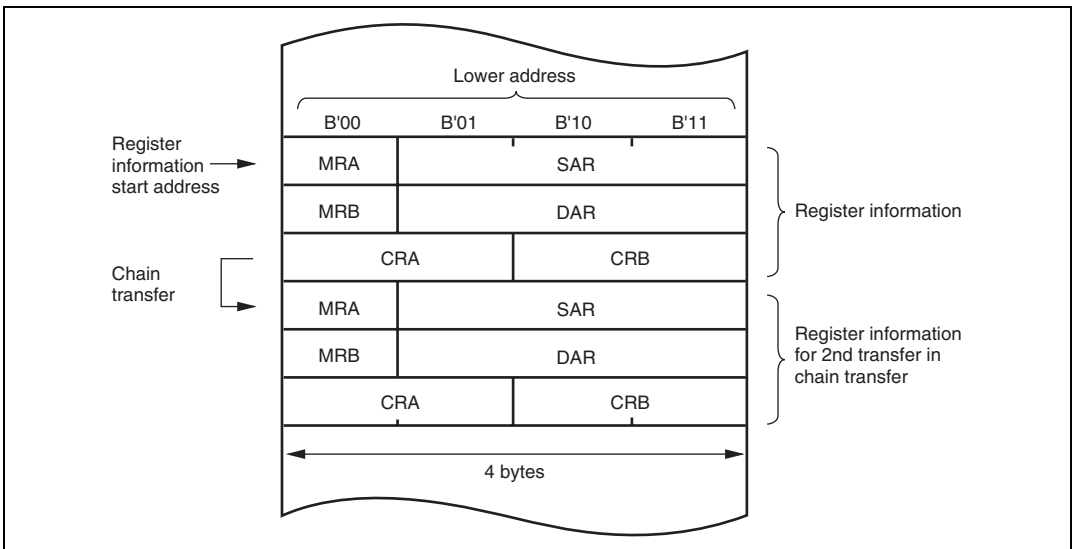 Lower address
B'00 B'01 B'10 B'11
Register
information
start address
MRA SAR
MRB DAR
Register information
CRA CRB
Chain
transfer
MRA SAR
MRB DAR
Register information
for 2nd transfer in
chain transfer
CRA CRB
4 bytes